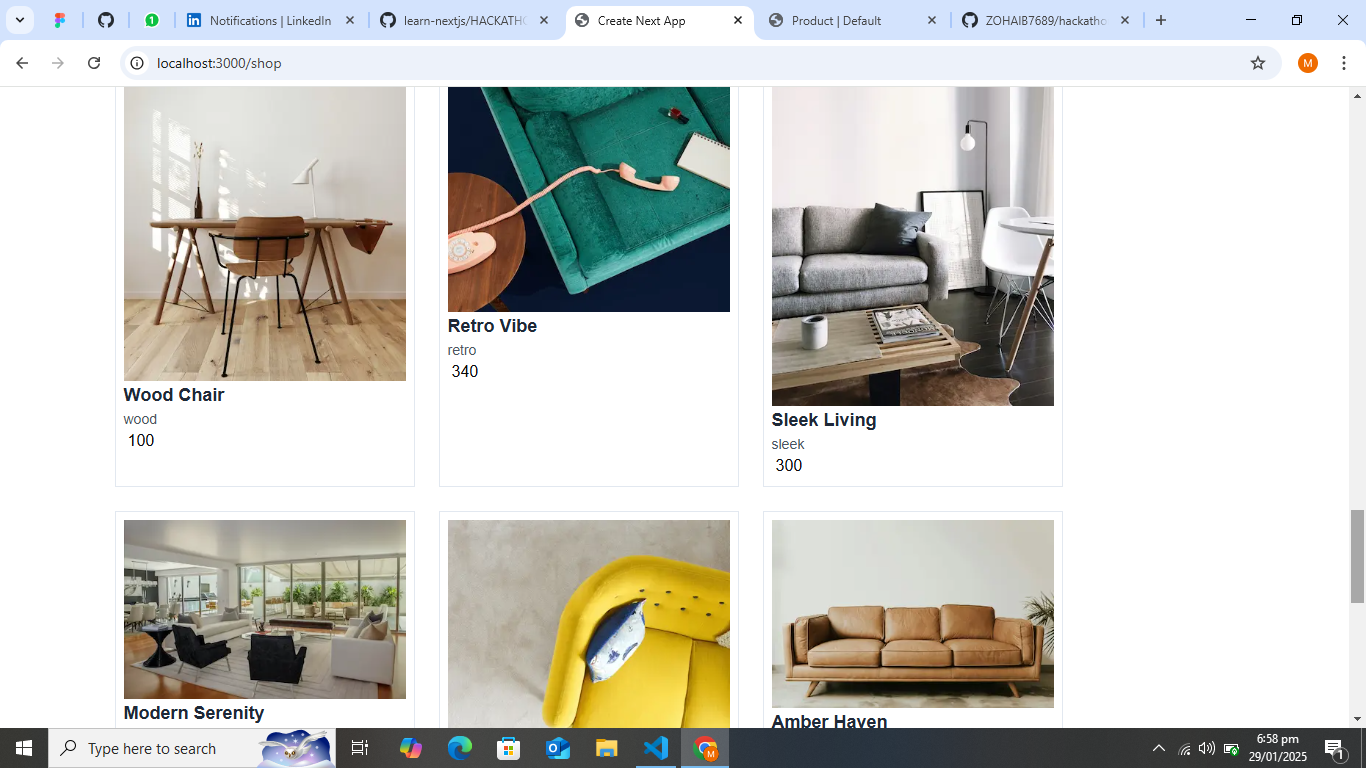 Notifications | LinkedIn
learn-nextjs/HACKATHO
Create Next App
Product | Default
ZOHAIB7689/hackatho
localhost:3000/shop
M
Wood Chair
wood
100
Retro Vibe
retro
340
Sleek Living
sleek
300
Modern Serenity
Amber Haven
Type here to search
M
6:58 pm
29/01/2025
1